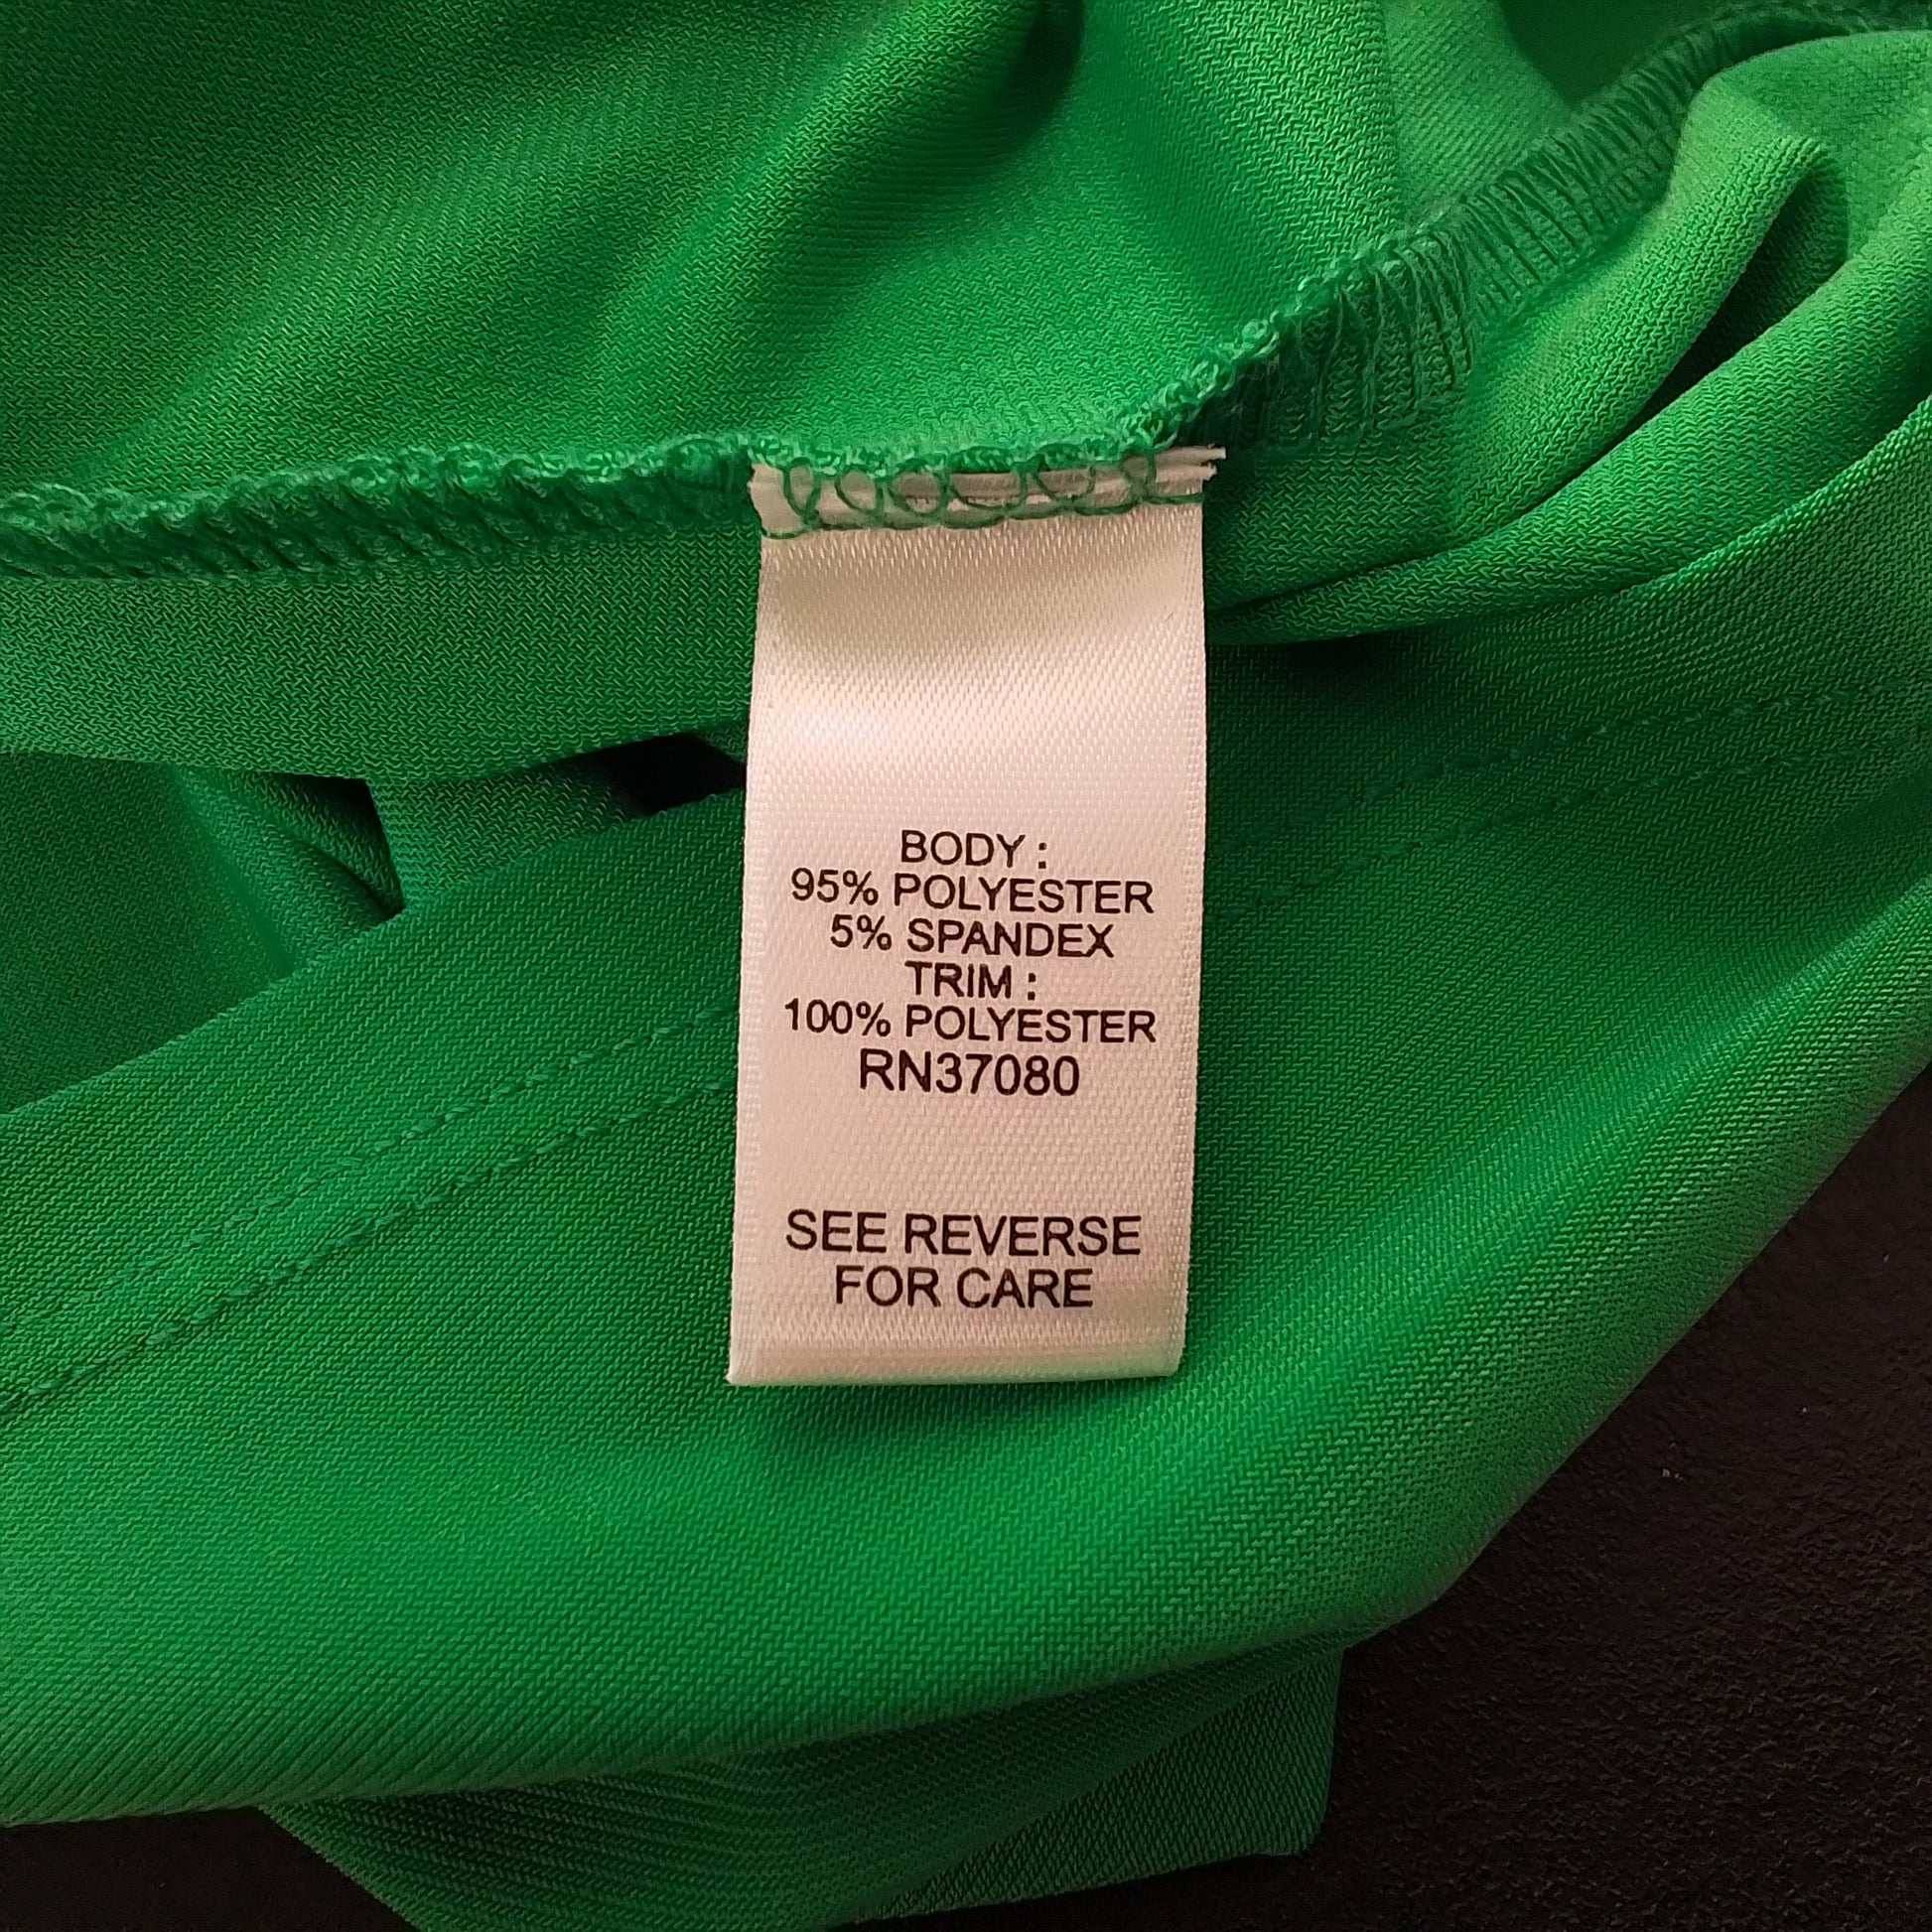 BODY :
95% POLYESTER
5% SPANDEX
TRIM :
100% POLYESTER
RN37080
SEE REVERSE
FOR CARE